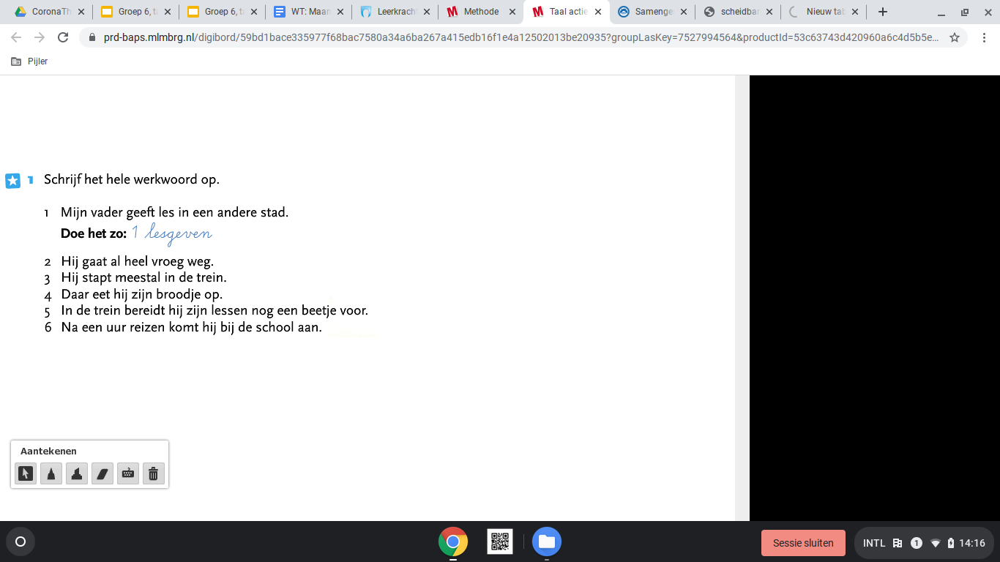 CoronaTh
Groep 6, t
Groep 6, t
WT: Maan
Leerkrach
Methode
Taal actie
Samenge
scheidba
Nieuw tab
prd-baps.mlmbrg.nl/digibord/59bd1bace335977f68bac7580a34a6ba267a415edb16f1e4a12502013be20935?groupLasKey=7527994564&productId=53c63743d420960a6c4d5b5e...
Pijler
1 Schrijf het hele werkwoord op.
1 Mijn vader geeft les in een andere stad.
Doe het zo: 1 lesgeven
2 Hij gaat al heel vroeg weg.
3 Hij stapt meestal in de trein.
4 Daar eet hij zijn broodje op.
5 In de trein bereidt hij zijn lessen nog een beetje voor.
6 Na een uur reizen komt hij bij de school aan.
Aantekenen
Sessie sluiten
INTL 1 14:16